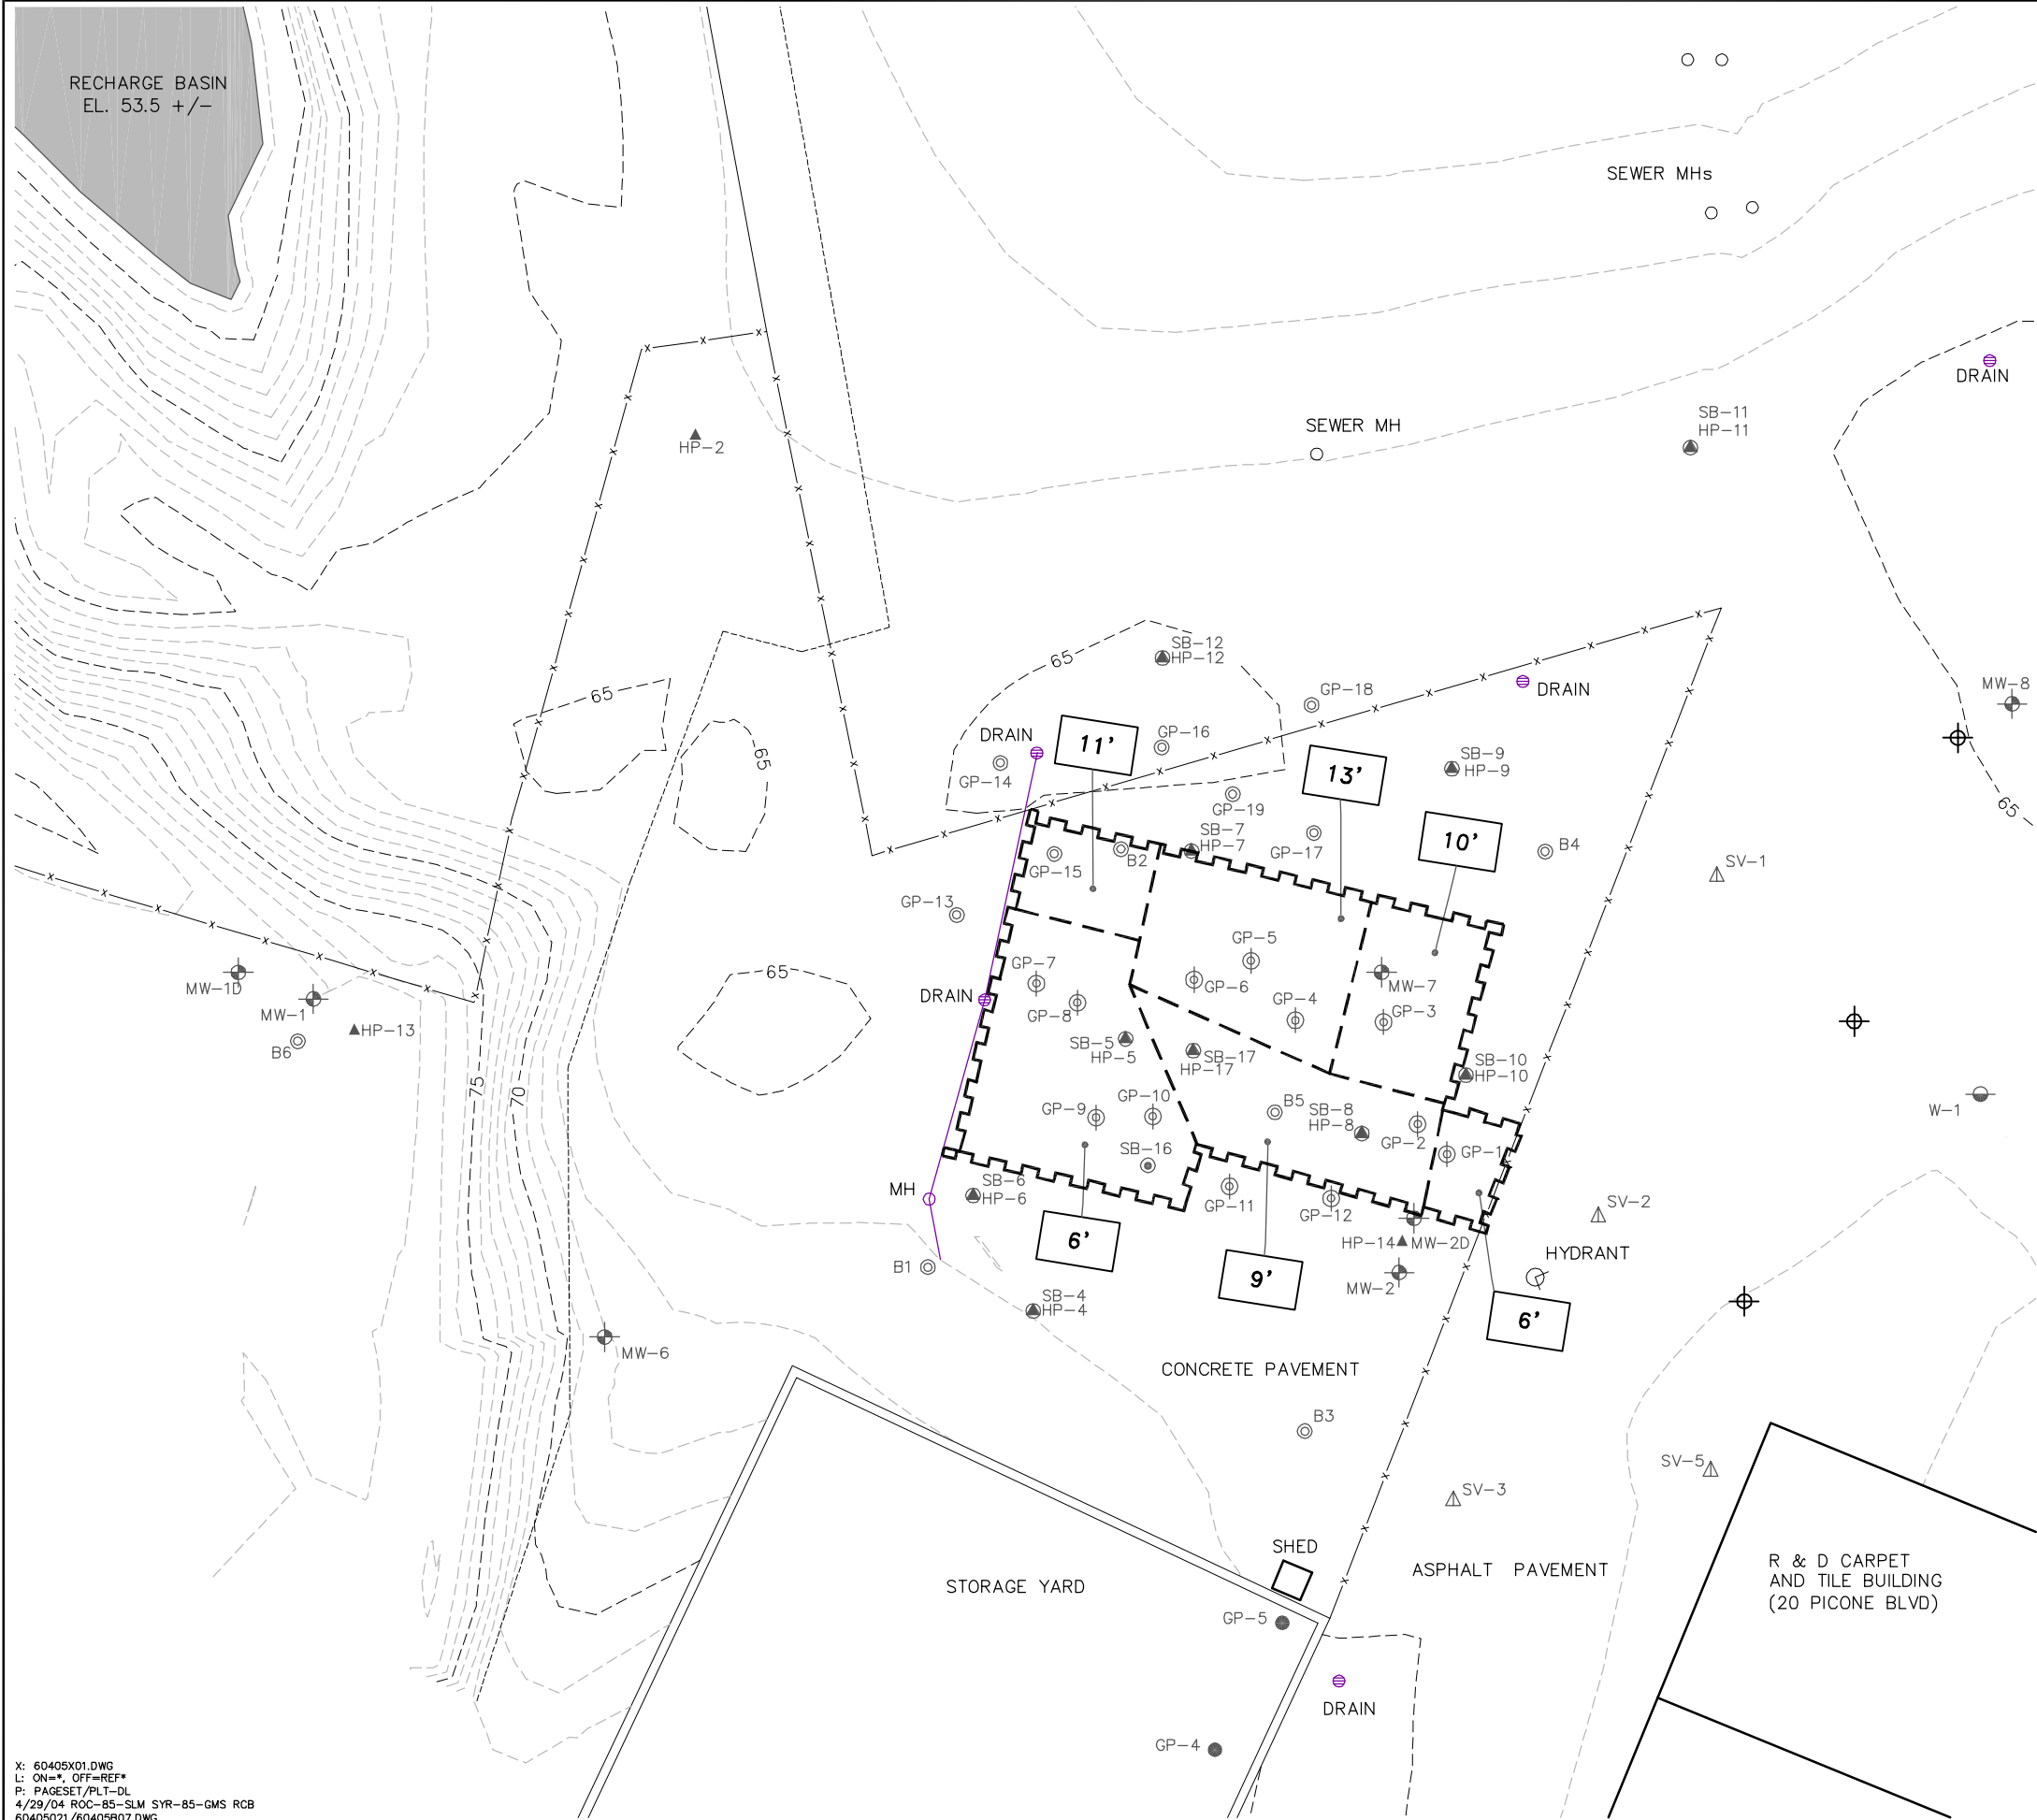 RECHARGE BASIN
EL. 53.5 +/-
SEWER MHs
DRAIN
SB-11
HP-11
SEWER MH
HP-2
SB-12
HP-12
65
65
65
MW-8
GP-18
DRAIN
DRAIN
GP-16
11'
GP-14
13'
SB-9
HP-9
GP-19
65
SB-7
HP-7
10'
GP-17
B4
B2
GP-15
SV-1
GP-13
GP-5
65
GP-7
GP-6
MW-7
MW-1D
DRAIN
GP-8
GP-4
GP-3
MW-1
HP-13
B6
SB-5
HP-5
SB-17
HP-17
SB-10
HP-10
75
70
W-1
GP-9
GP-10
B5
SB-8
HP-8
GP-2
GP-1
SB-16
MH
SB-6
HP-6
GP-11
GP-12
SV-2
6'
HP-14
MW-2D
HYDRANT
B1
9'
MW-2
SB-4
HP-4
6'
MW-6
CONCRETE PAVEMENT
B3
SV-5
SV-3
SHED
STORAGE YARD
ASPHALT PAVEMENT
R & D CARPET
AND TILE BUILDING
(20 PICONE BLVD)
GP-5
DRAIN
GP-4
X: 60405X01.DWG
L: ON=*, OFF=REF*
P: PAGESET/PLT-DL
4/29/04 ROC-85-SLM SYR-85-GMS RCB
60405021/60405B07.DWG